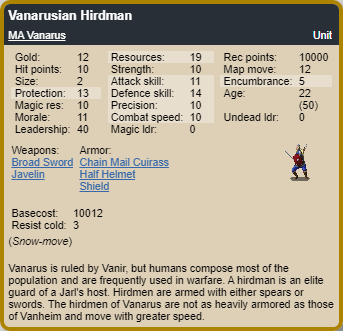 Vanarusian Hirdman
MA Vanarus Unit
Gold: 12 Resources: 19 Rec points: 10000
Hit points: 10 Strength: 10 Map move: 12
Size: 2 Attack skill: 11 Encumbrance: 5
Protection: 13 Defence skill: 14 Age: 22
Magic res: 10 Precision: 10 (50)
Morale: 11 Combat speed: 10 Undead ldr: 0
Leadership: 40 Magic ldr: 0
Weapons: Armor:
Broad Sword Chain Mail Cuirass
Javelin Half Helmet
Shield
Basecost: 10012
Resist cold: 3
(Snow-move)
Vanarus is ruled by Vanir, but humans compose most of the
population and are frequently used in warfare. A hirdman is an elite
guard of a Jarl's host. Hirdmen are armed with either spears or
swords. The hirdmen of Vanarus are not as heavily armored as those
of Vanheim and move with greater speed.